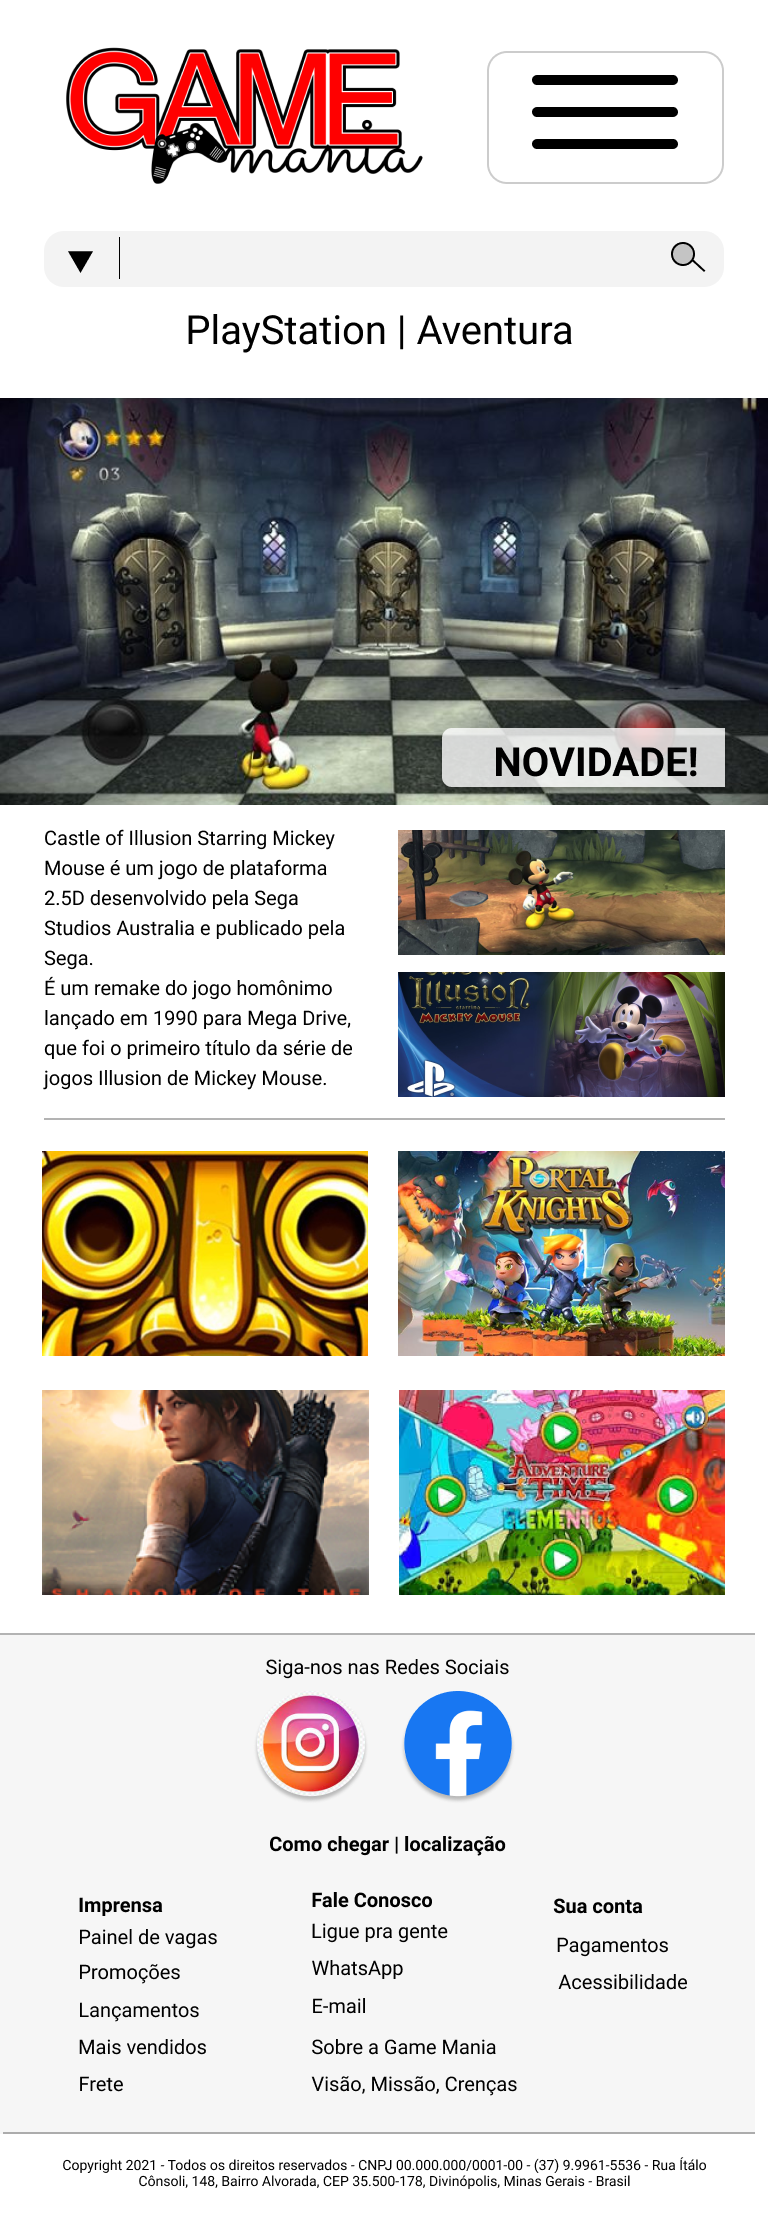 GAME
mania
PlayStation | Aventura
03
NOVIDADE!
Castle of Illusion Starring Mickey
Mouse é um jogo de plataforma
2.5D desenvolvido pela Sega
Studios Australia e publicado pela
Sega.
É um remake do jogo homônimo
lançado em 1990 para Mega Drive,
que foi o primeiro título da série de
jogos Illusion de Mickey Mouse.
Illusion
STARRING
MICKEY MOUSE
PORTAL
KNIGHTS
SHADOW OF THE
ADVENTURE
TIME
ELEMENTOS
Siga-nos nas Redes Sociais
Como chegar | localização
Imprensa
Painel de vagas
Promoções
Lançamentos
Mais vendidos
Frete
Fale Conosco
Ligue pra gente
WhatsApp
E-mail
Sobre a Game Mania
Visão, Missão, Crenças
Sua conta
Pagamentos
Acessibilidade
Copyright 2021 - Todos os direitos reservados - CNPJ 00.000.000/0001-00 - (37) 9.9961-5536 - Rua Ítálo
Cônsoli, 148, Bairro Alvorada, CEP 35.500-178, Divinópolis, Minas Gerais - Brasil